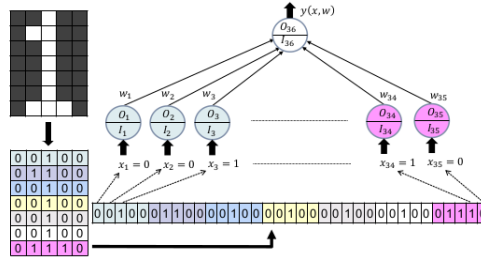 y(x, w)
O₃₆
I₃₆
w₁ w₂ w₃ w₃₄ w₃₅
O₁ O₂ O₃ O₃₄ O₃₅
I₁ I₂ I₃ I₃₄ I₃₅
x₁ = 0 x₂ = 0 x₃ = 1 x₃₄ = 1 x₃₅ = 0
0 0 1 0 0
0 1 1 0 0
0 0 1 0 0
0 0 1 0 0
0 0 1 0 0
0 0 1 0 0
0 1 1 1 0
0 0 1 0 0 0 1 1 0 0 0 0 1 0 0 0 0 1 0 0 0 0 1 0 0 0 0 1 0 0 0 1 1 1